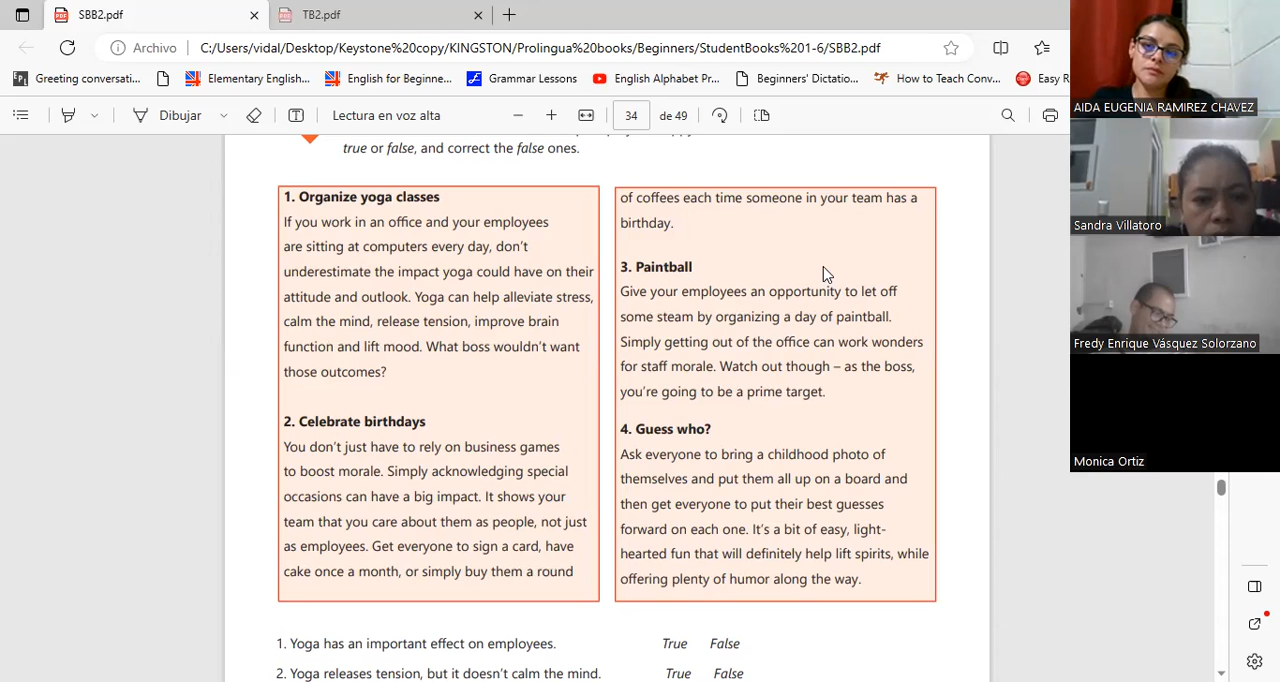 SBB2.pdf
TB2.pdf
Archivo
C:/Users/vidal/Desktop/Keystone%20copy/KINGSTON/Prolingua%20books/Beginners/StudentBooks%201-6/SBB2.pdf
Greeting conversati...
Elementary English...
English for Beginne...
Grammar Lessons
English Alphabet Pr...
Beginners' Dictatio...
How to Teach Conv...
Easy R
Dibujar
Lectura en voz alta
34
de 49
true or false, and correct the false ones.
1. Organize yoga classes
If you work in an office and your employees
are sitting at computers every day, don't
underestimate the impact yoga could have on their
attitude and outlook. Yoga can help alleviate stress,
calm the mind, release tension, improve brain
function and lift mood. What boss wouldn't want
those outcomes?
2. Celebrate birthdays
You don't just have to rely on business games
to boost morale. Simply acknowledging special
occasions can have a big impact. It shows your
team that you care about them as people, not just
as employees. Get everyone to sign a card, have
cake once a month, or simply buy them a round
of coffees each time someone in your team has a
birthday.
3. Paintball
Give your employees an opportunity to let off
some steam by organizing a day of paintball.
Simply getting out of the office can work wonders
for staff morale. Watch out though – as the boss,
you're going to be a prime target.
4. Guess who?
Ask everyone to bring a childhood photo of
themselves and put them all up on a board and
then get everyone to put their best guesses
forward on each one. It's a bit of easy, light-
hearted fun that will definitely help lift spirits, while
offering plenty of humor along the way.
1. Yoga has an important effect on employees. True False
2. Yoga releases tension, but it doesn't calm the mind. True False
AIDA EUGENIA RAMIREZ CHAVEZ
Sandra Villatoro
Fredy Enrique Vásquez Solorzano
Monica Ortiz